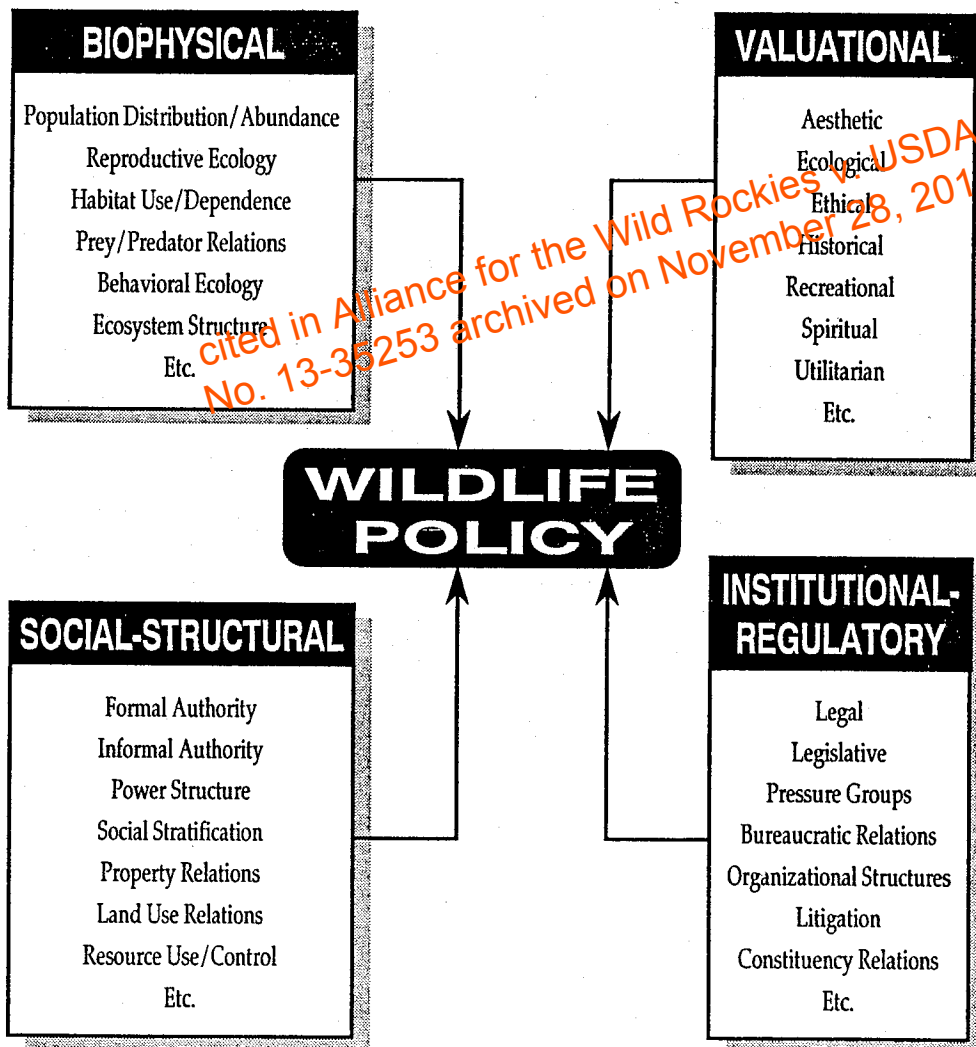 BIOPHYSICAL
Population Distribution/Abundance
Reproductive Ecology
Habitat Use/Dependence
Prey/Predator Relations
Behavioral Ecology
Ecosystem Structure
Etc.
VALUATIONAL
Aesthetic
Ecological
Ethical
Historical
Recreational
Spiritual
Utilitarian
Etc.
cited in Alliance for the Wild Rockies v. USDA
No. 13-35253 archived on November 28, 201
WILDLIFE
POLICY
SOCIAL-STRUCTURAL
Formal Authority
Informal Authority
Power Structure
Social Stratification
Property Relations
Land Use Relations
Resource Use/Control
Etc.
INSTITUTIONAL-
REGULATORY
Legal
Legislative
Pressure Groups
Bureaucratic Relations
Organizational Structures
Litigation
Constituency Relations
Etc.